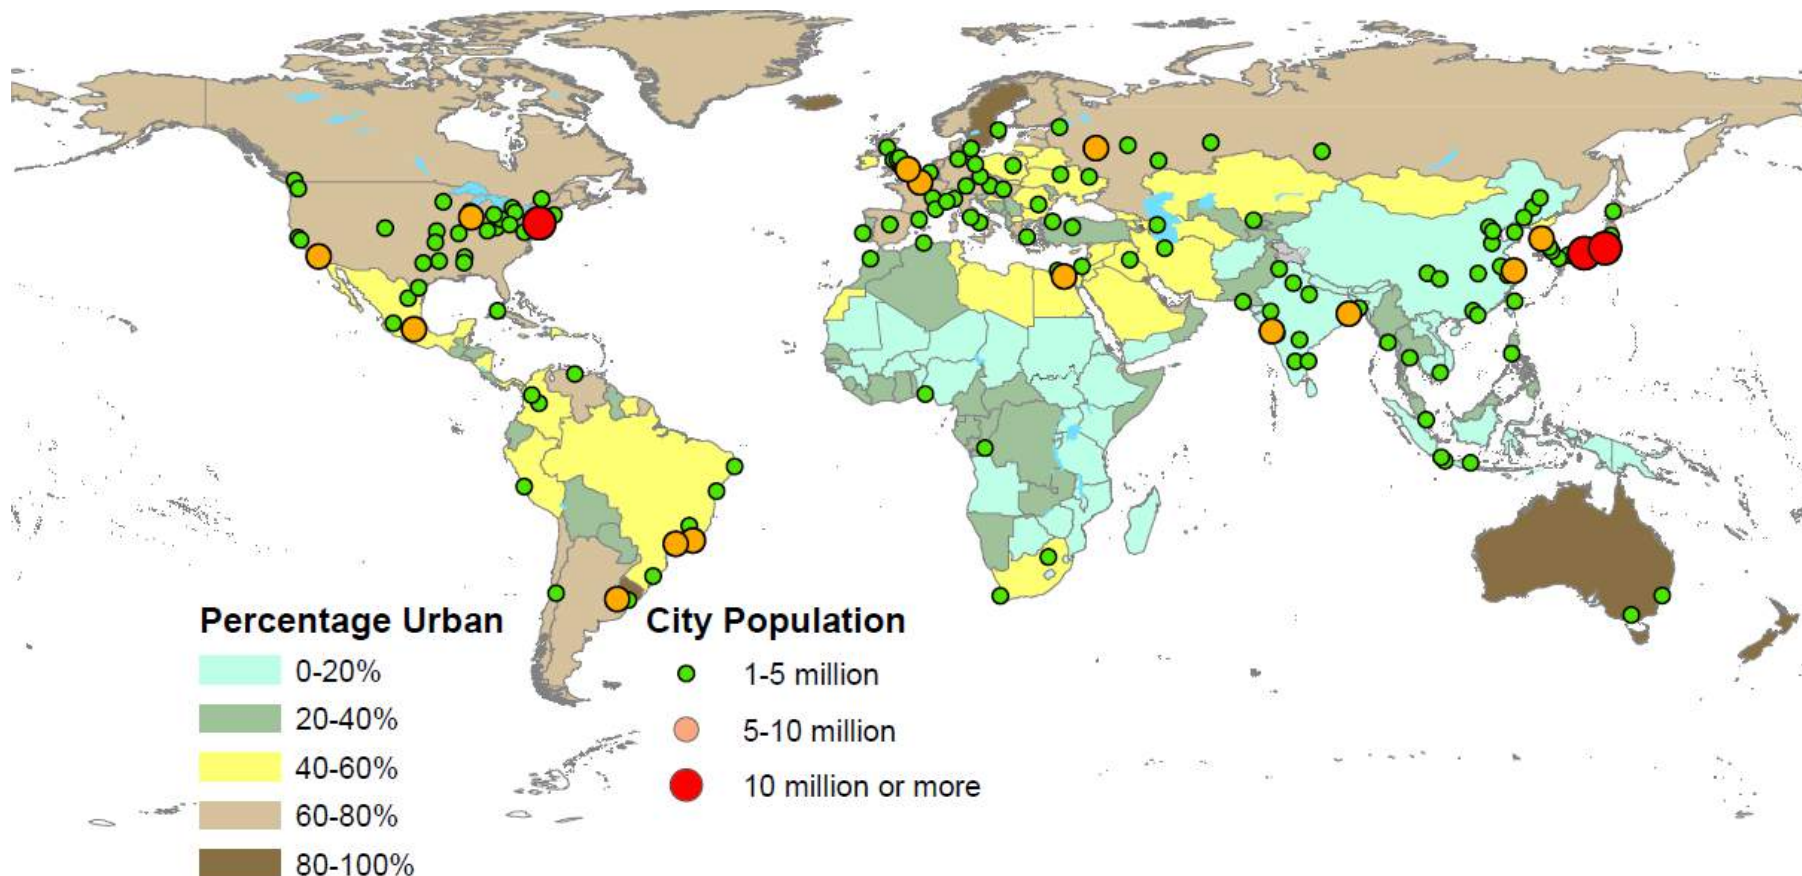 Percentage Urban
0-20%
20-40%
40-60%
60-80%
80-100%
City Population
1-5 million
5-10 million
10 million or more